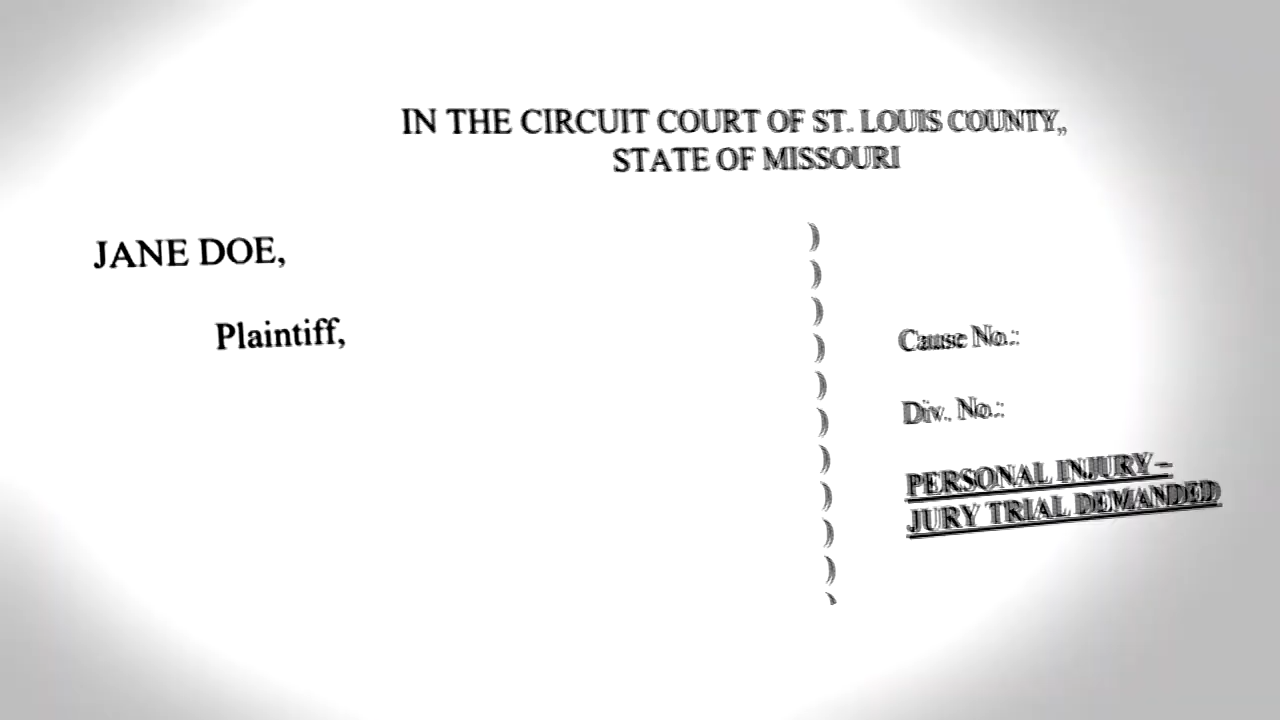 IN THE CIRCUIT COURT OF ST. LOUIS COUNTY,
STATE OF MISSOURI
JANE DOE,
Plaintiff,
)
)
)
)
Cause No.:
)
)
Div. No.:
)
)
PERSONAL INJURY –
)
JURY TRIAL DEMANDED
)
)